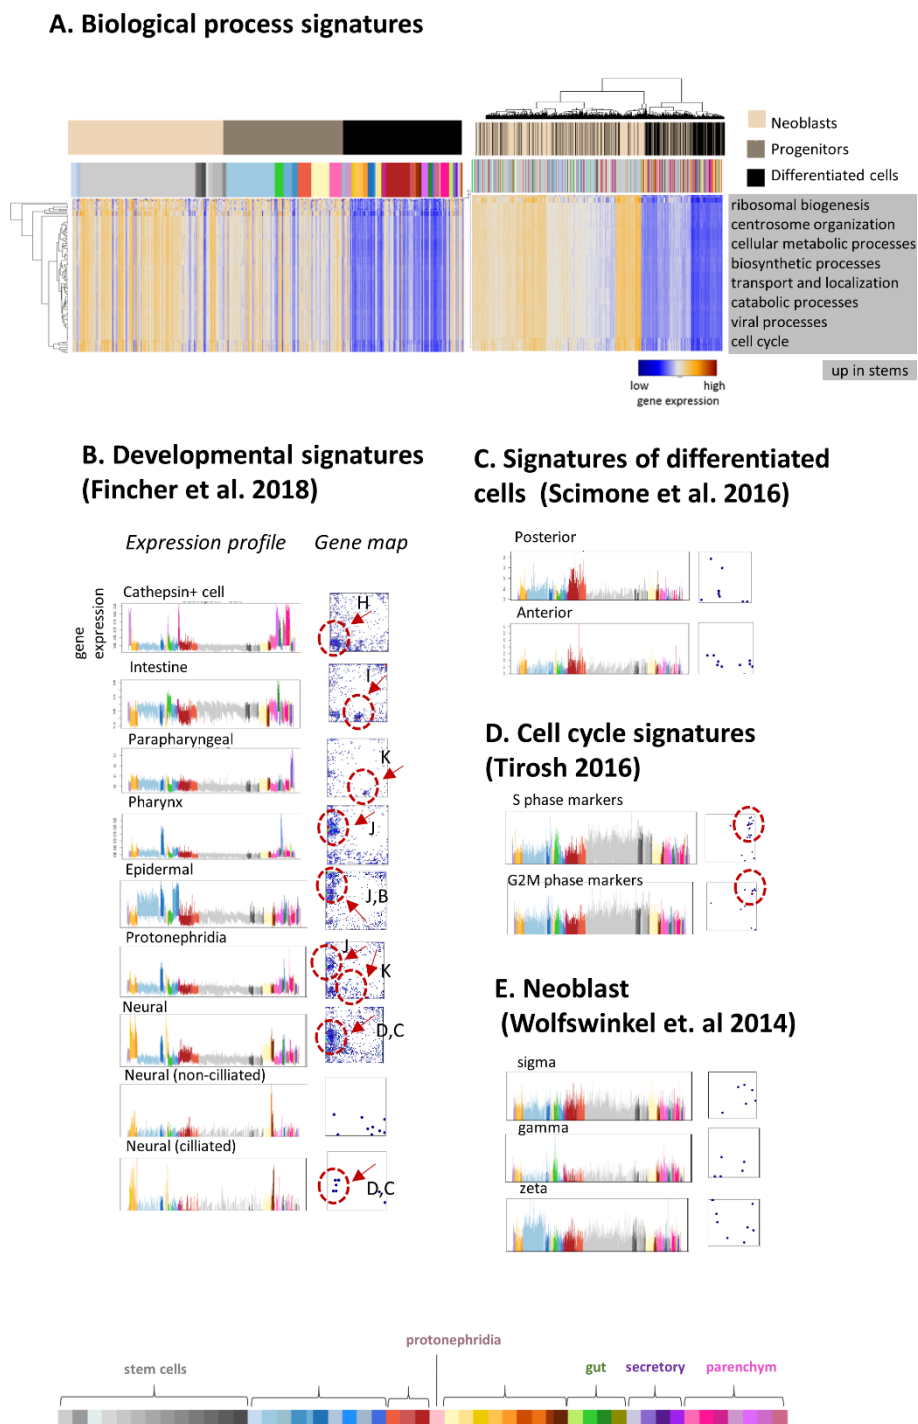 A. Biological process signatures
Neoblasts
Progenitors
Differentiated cells
ribosomal biogenesis
centrosome organization
cellular metabolic processes
biosynthetic processes
transport and localization
catabolic processes
viral processes
cell cycle
low
high
gene expression
up in stems
B. Developmental signatures
(Fincher et al. 2018)
Expression profile
Gene map
gene
expression
Cathepsin+ cell
H
Intestine
I
Parapharyngeal
K
Pharynx
J
Epidermal
J,B
Protonephridia
J
K
Neural
D,C
Neural (non-cilliated)
Neural (cilliated)
D,C
C. Signatures of differentiated
cells (Scimone et al. 2016)
Posterior
Anterior
D. Cell cycle signatures
(Tirosh 2016)
S phase markers
G2M phase markers
E. Neoblast
(Wolfswinkel et. al 2014)
sigma
gamma
zeta
protonephridia
stem cells
gut
secretory
parenchym